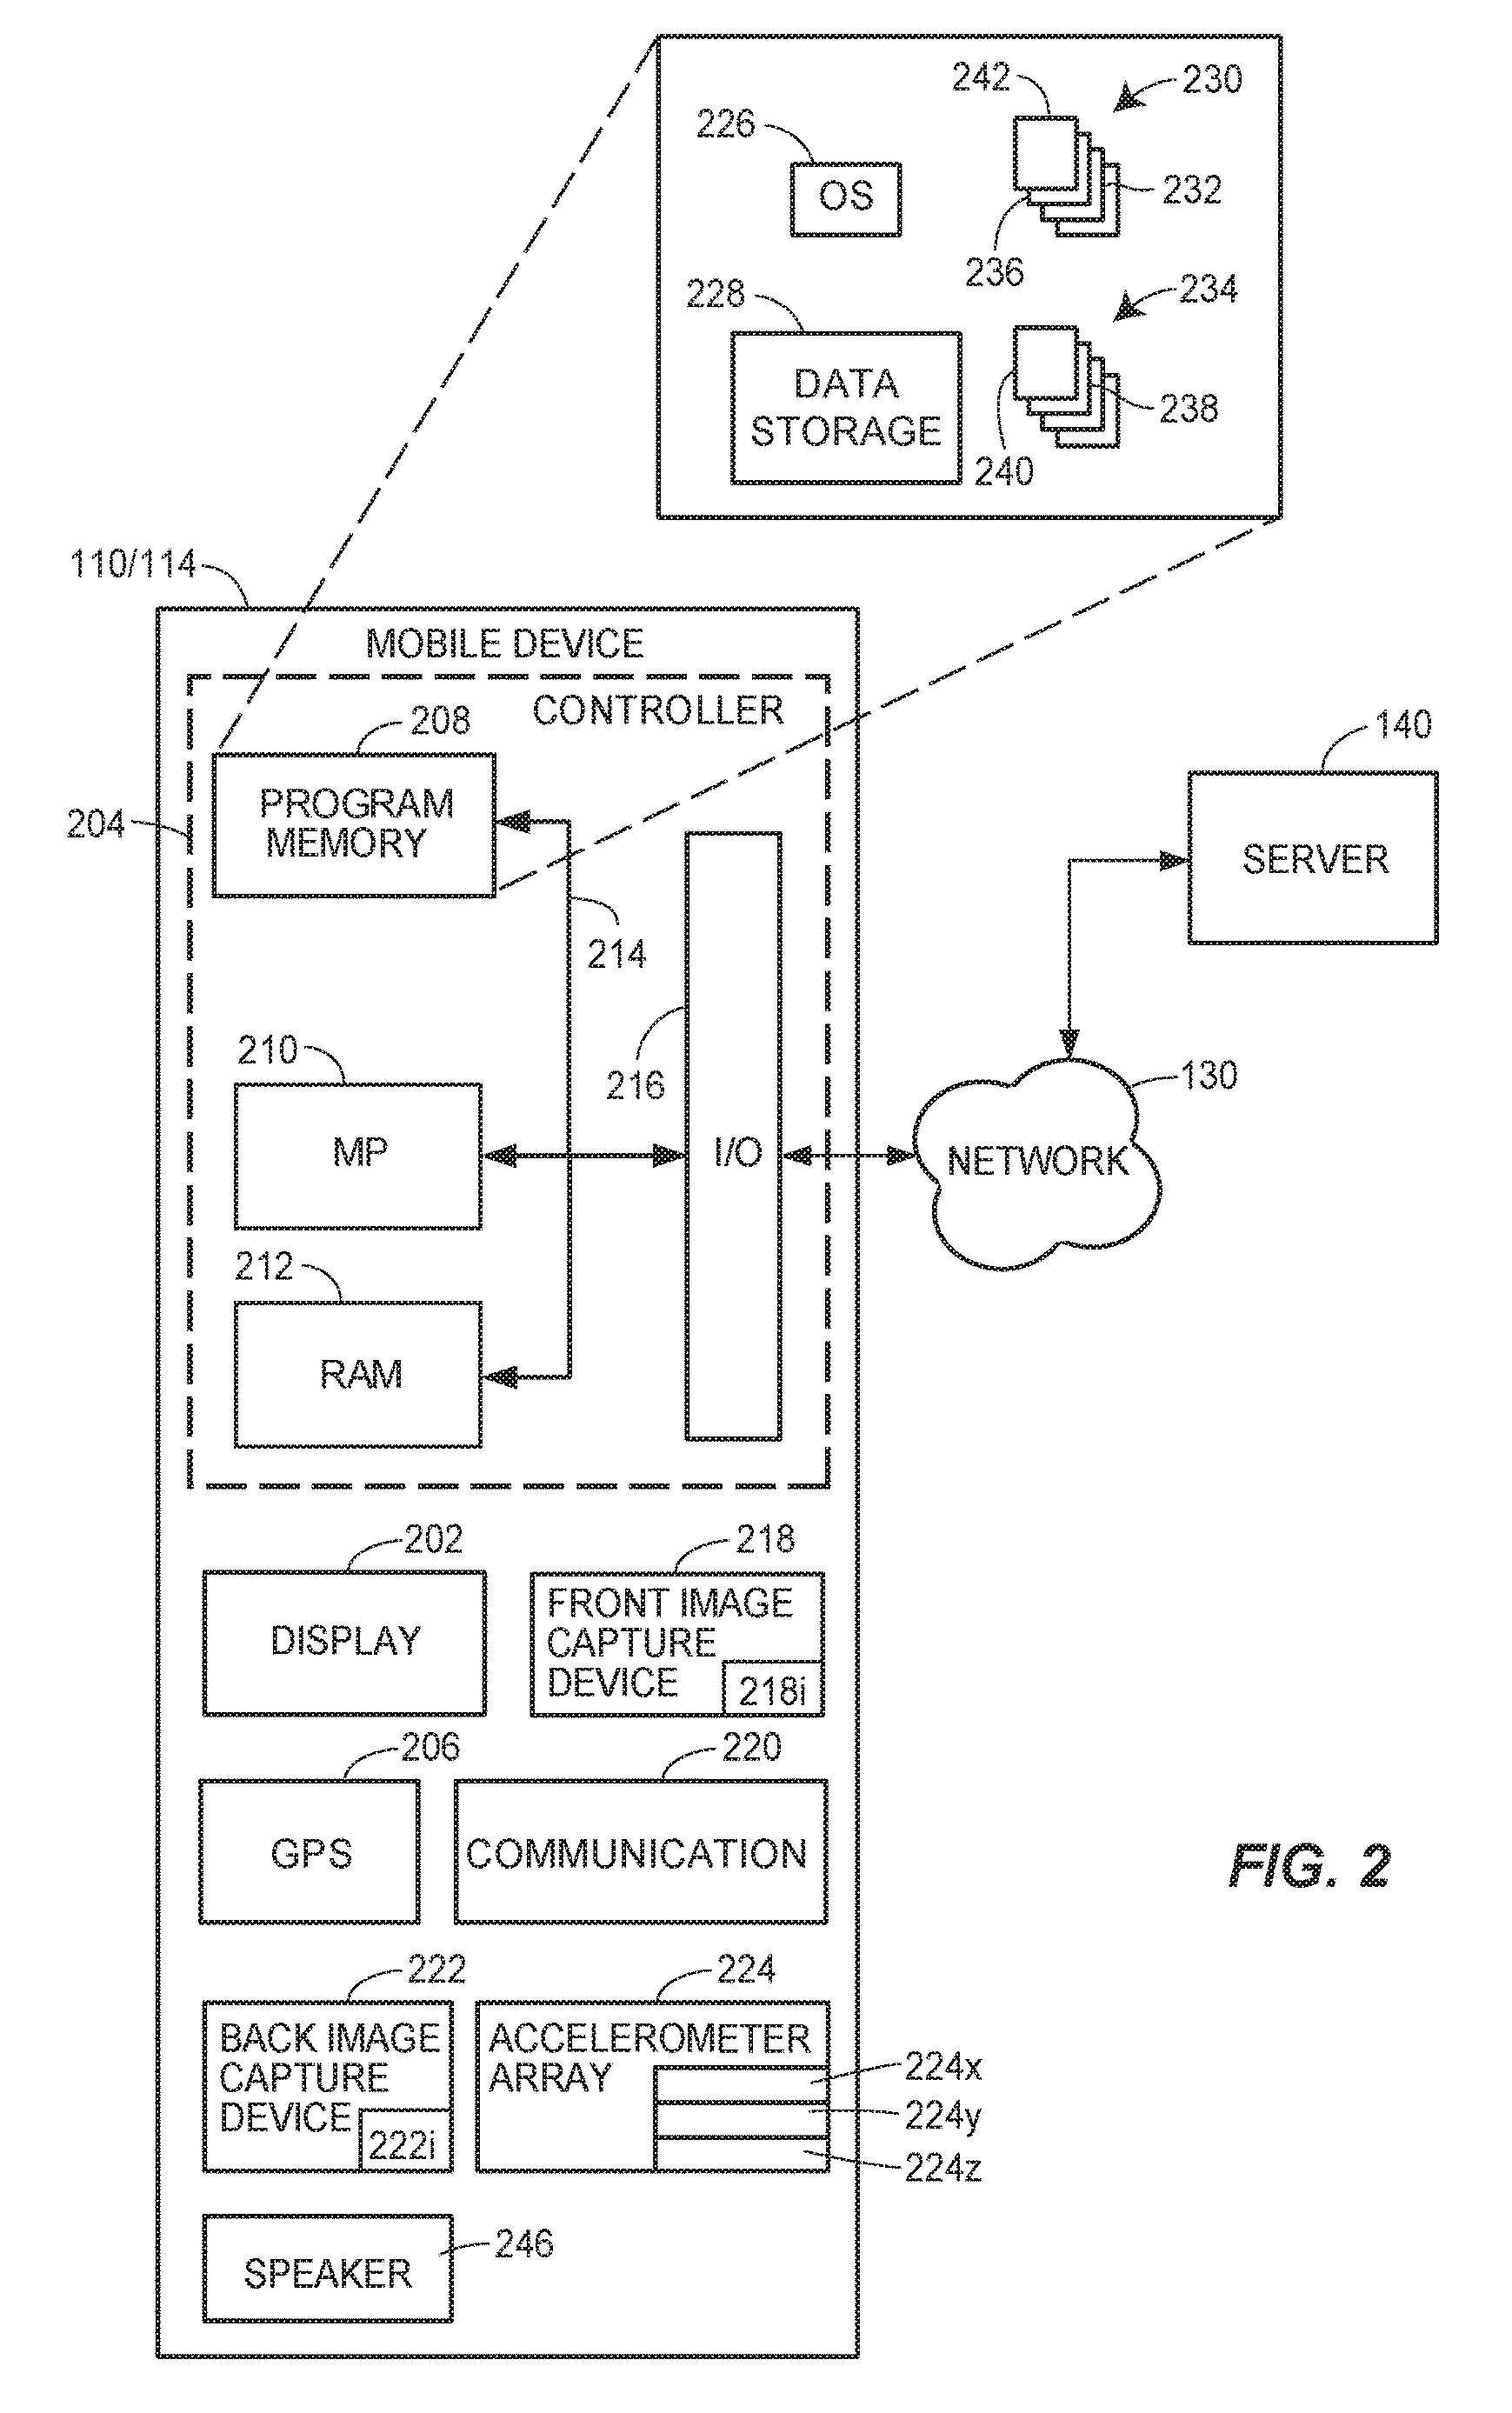 242
230
226
OS
232
236
228
234
DATA
STORAGE
238
240
110/114
MOBILE DEVICE
CONTROLLER
208
140
PROGRAM
MEMORY
204
SERVER
214
210
216
130
MP
I/O
NETWORK
212
RAM
202
218
DISPLAY
FRONT IMAGE
CAPTURE
DEVICE
218i
206
220
GPS
COMMUNICATION
FIG. 2
222
224
BACK IMAGE
CAPTURE
DEVICE
222i
ACCELEROMETER
ARRAY
224x
224y
224z
246
SPEAKER